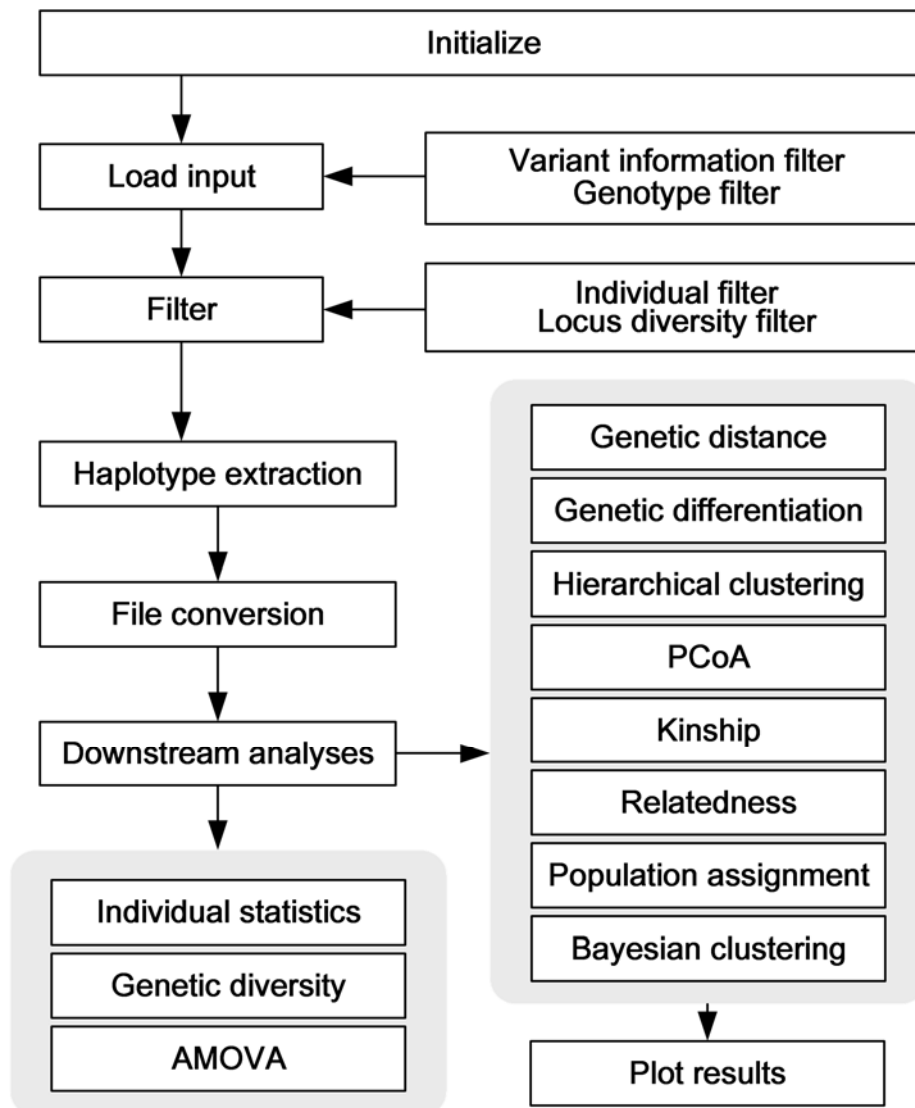 Initialize
Load input
Variant information filter
Genotype filter
Filter
Individual filter
Locus diversity filter
Haplotype extraction
File conversion
Downstream analyses
Individual statistics
Genetic diversity
AMOVA
Genetic distance
Genetic differentiation
Hierarchical clustering
PCoA
Kinship
Relatedness
Population assignment
Bayesian clustering
Plot results